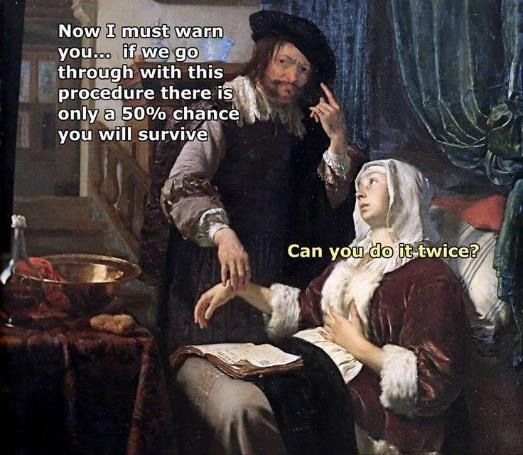 Now I must warn
you... if we go
through with this
procedure there is
only a 50% chance
you will survive
Can you do it twice?